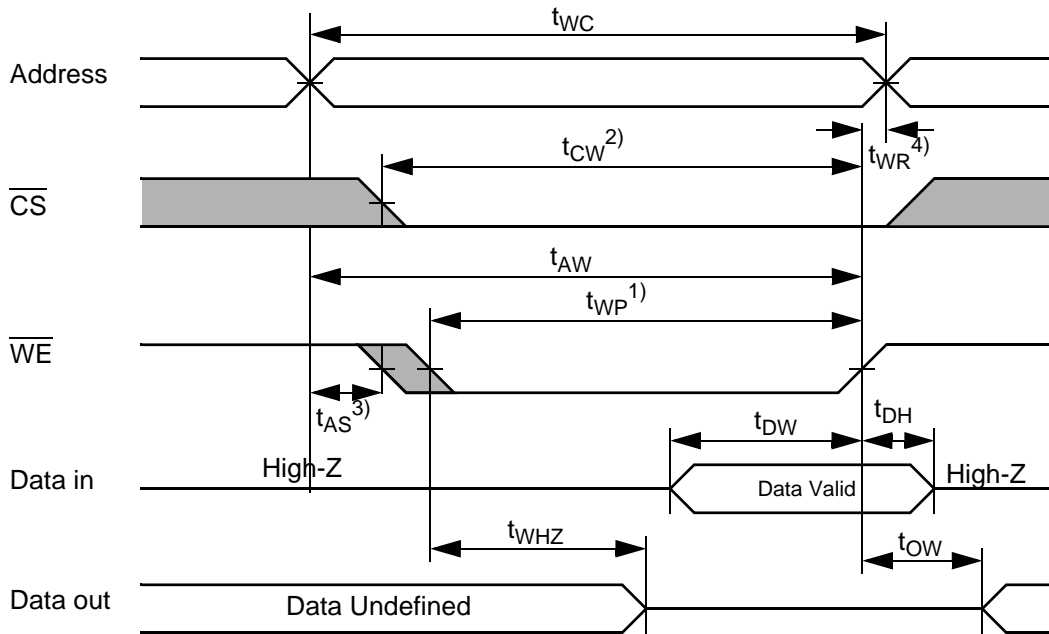 tWC
Address
tCW2)
tWR4)
CS
tAW
tWP1)
WE
tAS3)
tDW
tDH
Data in
High-Z
Data Valid
High-Z
tWHZ
tOW
Data out
Data Undefined